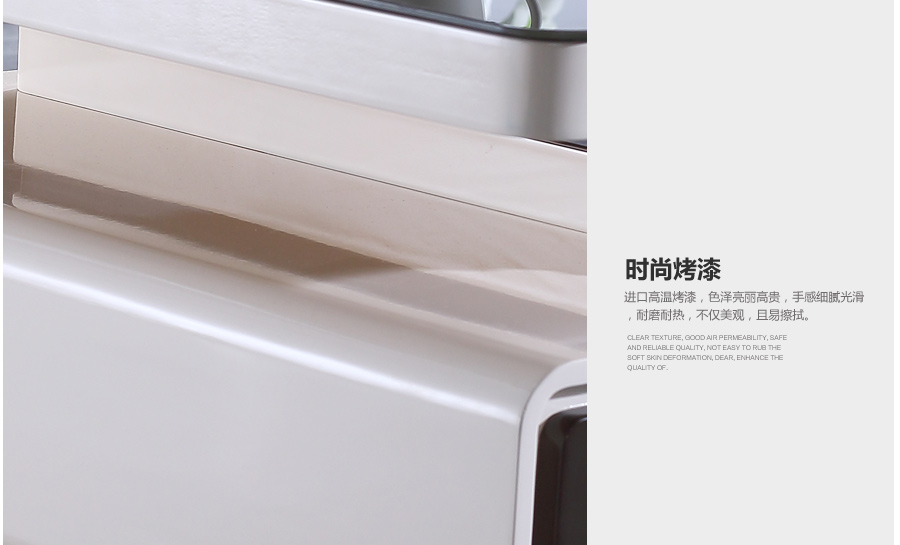 时尚烤漆
进口高温烤漆，色泽亮丽高贵，手感细腻光滑
，耐磨耐热，不仅美观，且易擦拭。
CLEAR TEXTURE, GOOD AIR PERMEABILITY, SAFE
AND RELIABLE QUALITY, NOT EASY TO RUB THE
SOFT SKIN DEFORMATION, DEAR, ENHANCE THE
QUALITY OF.